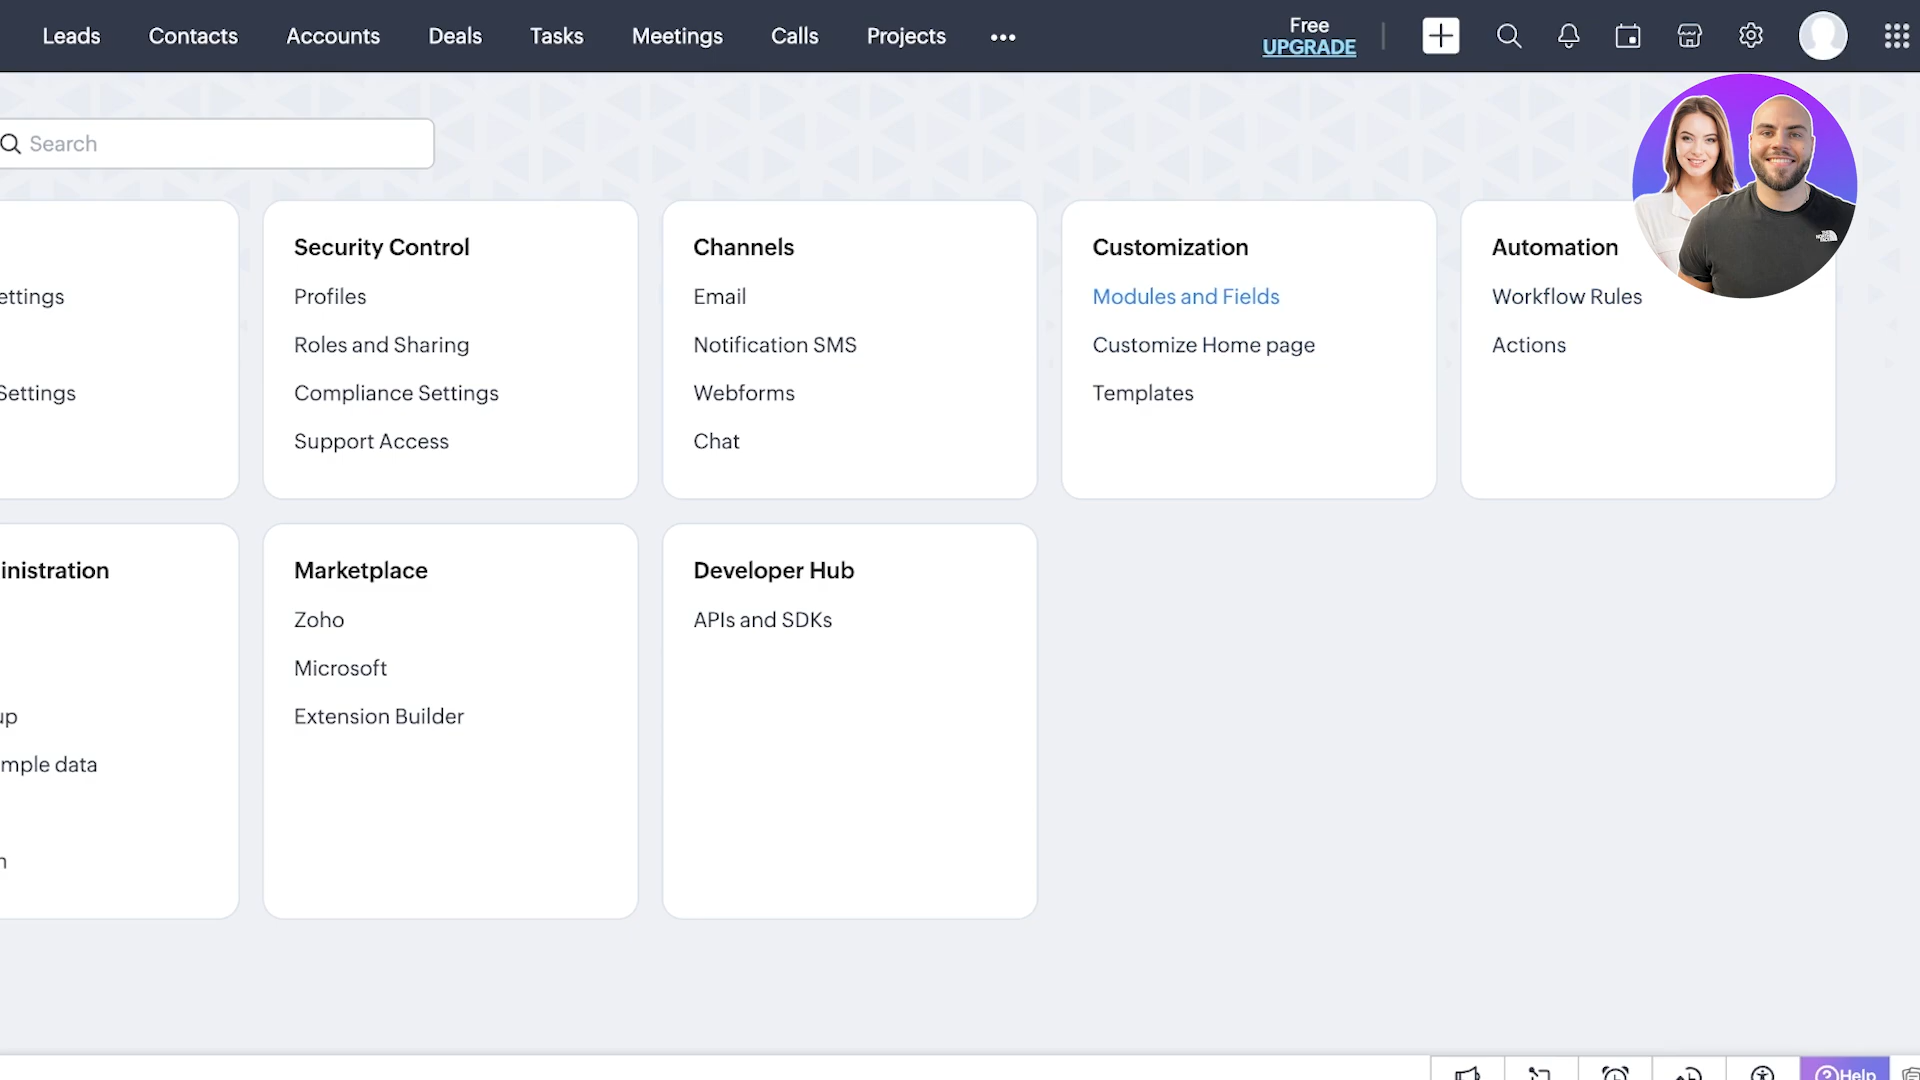 Leads Contacts Accounts Deals Tasks Meetings Calls Projects
Free
UPGRADE
Search
Security Control
Profiles
Roles and Sharing
Compliance Settings
Support Access
Channels
Email
Notification SMS
Webforms
Chat
Customization
Modules and Fields
Customize Home page
Templates
Automation
Workflow Rules
Actions
ettings
Settings
inistration
up
mple data
n
Marketplace
Zoho
Microsoft
Extension Builder
Developer Hub
APIs and SDKs
Help